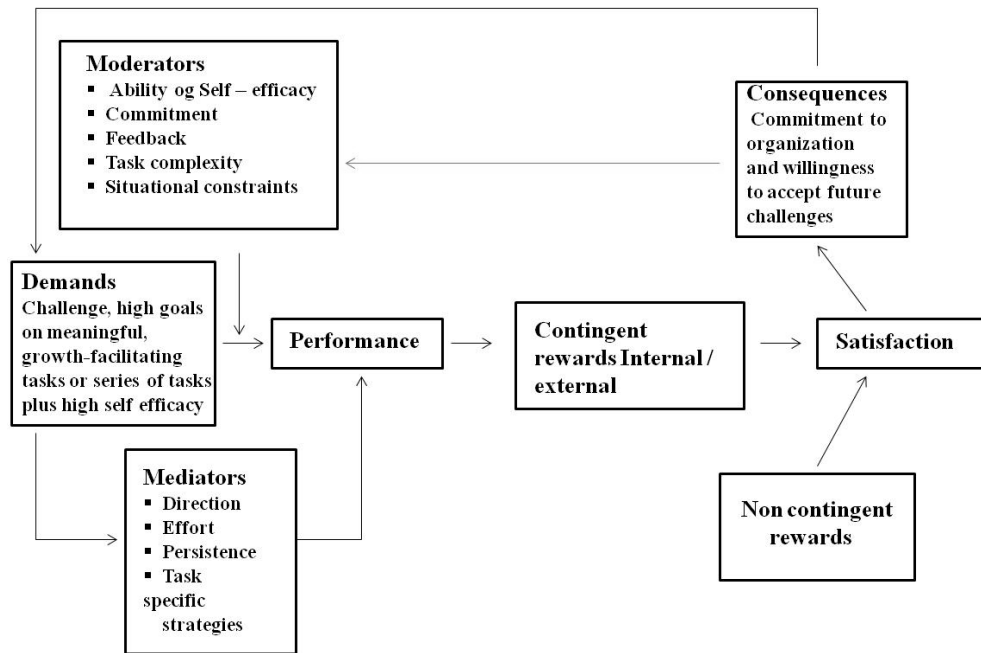 Moderators
▪ Ability og Self – efficacy
▪ Commitment
▪ Feedback
▪ Task complexity
▪ Situational constraints
Consequences
Commitment to
organization
and willingness
to accept future
challenges
Demands
Challenge, high goals
on meaningful,
growth-facilitating
tasks or series of tasks
plus high self efficacy
Performance
Contingent
rewards Internal /
external
Satisfaction
Mediators
▪ Direction
▪ Effort
▪ Persistence
▪ Task
specific
strategies
Non contingent
rewards